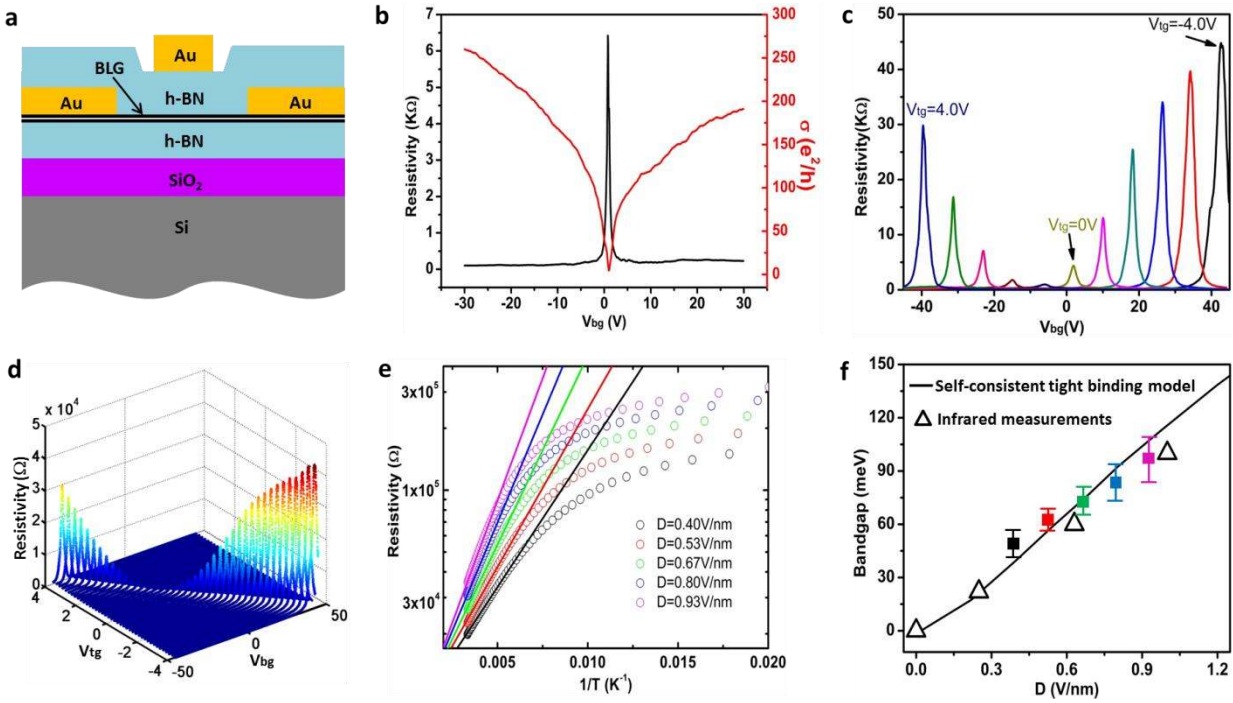 a
Au
BLG
Au
h-BN
Au
h-BN
SiO2
Si
b
Resistivity (KΩ)
7
6
5
4
3
2
1
0
300
250
200
150
100
50
0
σ (e²/h)
-30 -20 -10 0 10 20 30
Vbg (V)
c
Resistivity(KΩ)
50
40
30
20
10
0
Vtg=-4.0V
Vtg=4.0V
Vtg=0V
-40 -20 0 20 40
Vbg(V)
d
x 10⁴
Resistivity (Ω)
5
4
3
2
1
0
4
2
0
-2
-4
Vtg
-50
0
50
Vbg
e
Resistivity (Ω)
3x10⁵
1x10⁵
3x10⁴
D=0.40V/nm
D=0.53V/nm
D=0.67V/nm
D=0.80V/nm
D=0.93V/nm
0.005 0.010 0.015 0.020
1/T (K⁻¹)
f
Bandgap (meV)
150
120
90
60
30
0
Self-consistent tight binding model
Infrared measurements
0.0 0.3 0.6 0.9 1.2
D (V/nm)